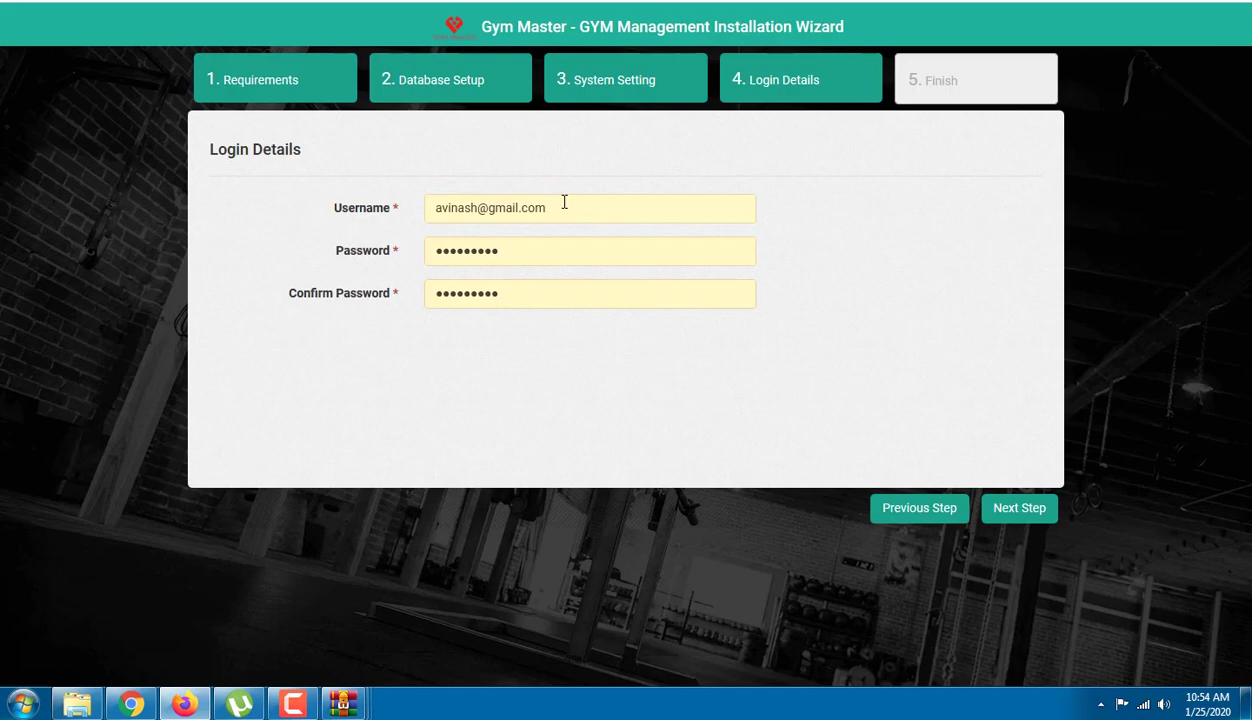 Gym Master - GYM Management Installation Wizard
1. Requirements
2. Database Setup
3. System Setting
4. Login Details
5. Finish
Login Details
Username *
avinash@gmail.com
Password *
●●●●●●●●●
Confirm Password *
●●●●●●●●●
Previous Step
Next Step
10:54 AM
1/25/2020